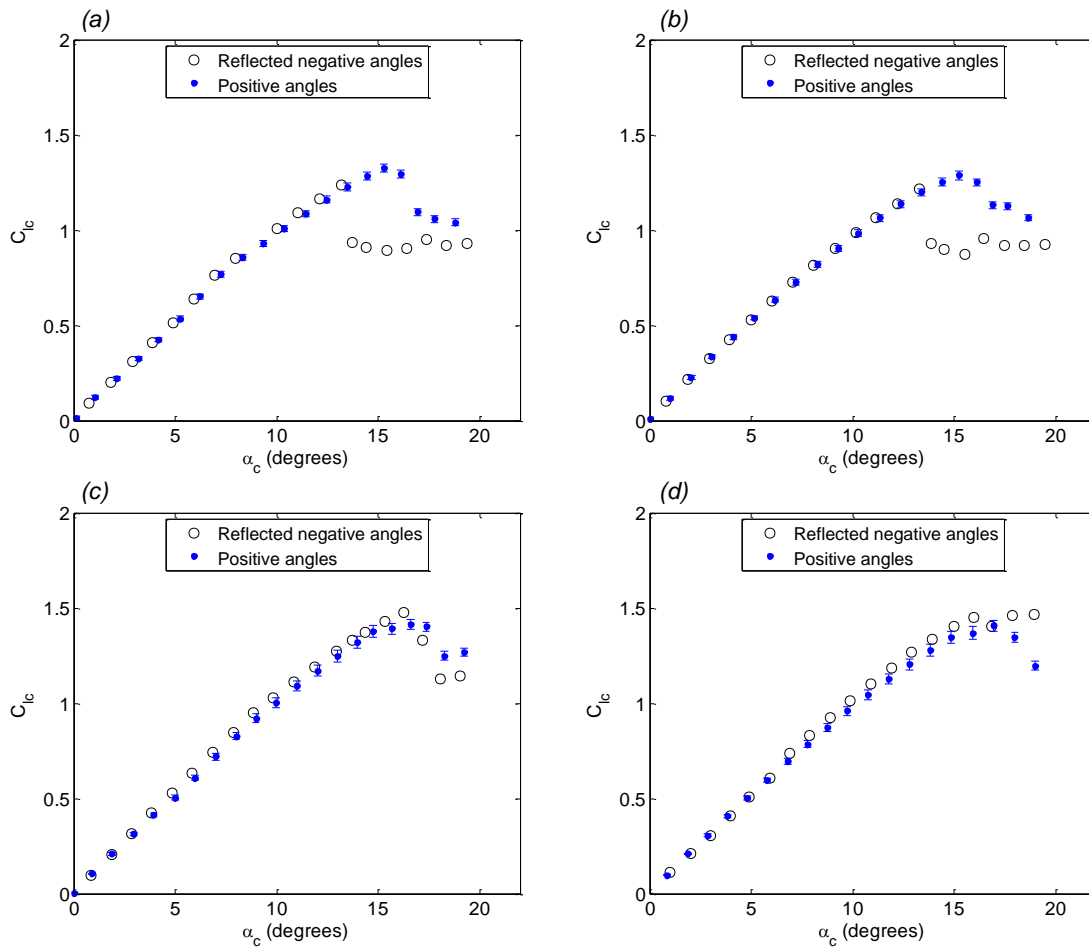 (a)
2
1.5
1
0.5
0
C_lc
0 5 10 15 20
α_c (degrees)
Reflected negative angles
Positive angles
(b)
2
1.5
1
0.5
0
C_lc
0 5 10 15 20
α_c (degrees)
Reflected negative angles
Positive angles
(c)
2
1.5
1
0.5
0
C_lc
0 5 10 15 20
α_c (degrees)
Reflected negative angles
Positive angles
(d)
2
1.5
1
0.5
0
C_lc
0 5 10 15 20
α_c (degrees)
Reflected negative angles
Positive angles